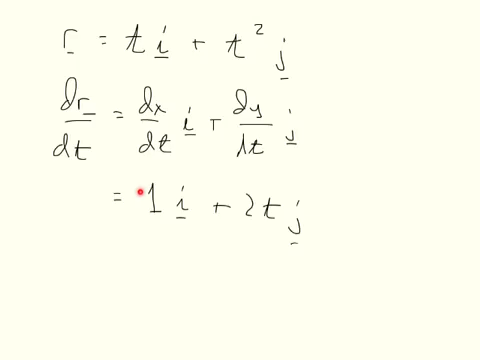 r = t i + t² j
dr/dt = dx/dt i + dy/dt j
= 1 i + 2t j